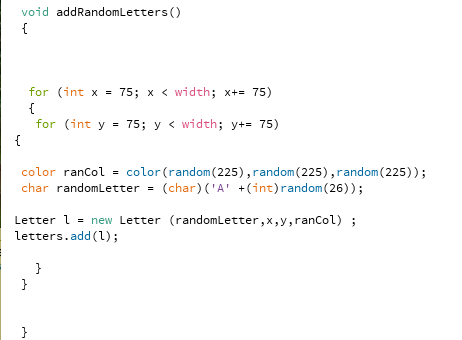 void addRandomLetters()
{
for (int x = 75; x < width; x+= 75)
{
for (int y = 75; y < width; y+= 75)
{
color ranCol = color(random(225),random(225),random(225));
char randomLetter = (char)('A' +(int)random(26));
Letter l = new Letter (randomLetter,x,y,ranCol) ;
letters.add(l);
}
}
}